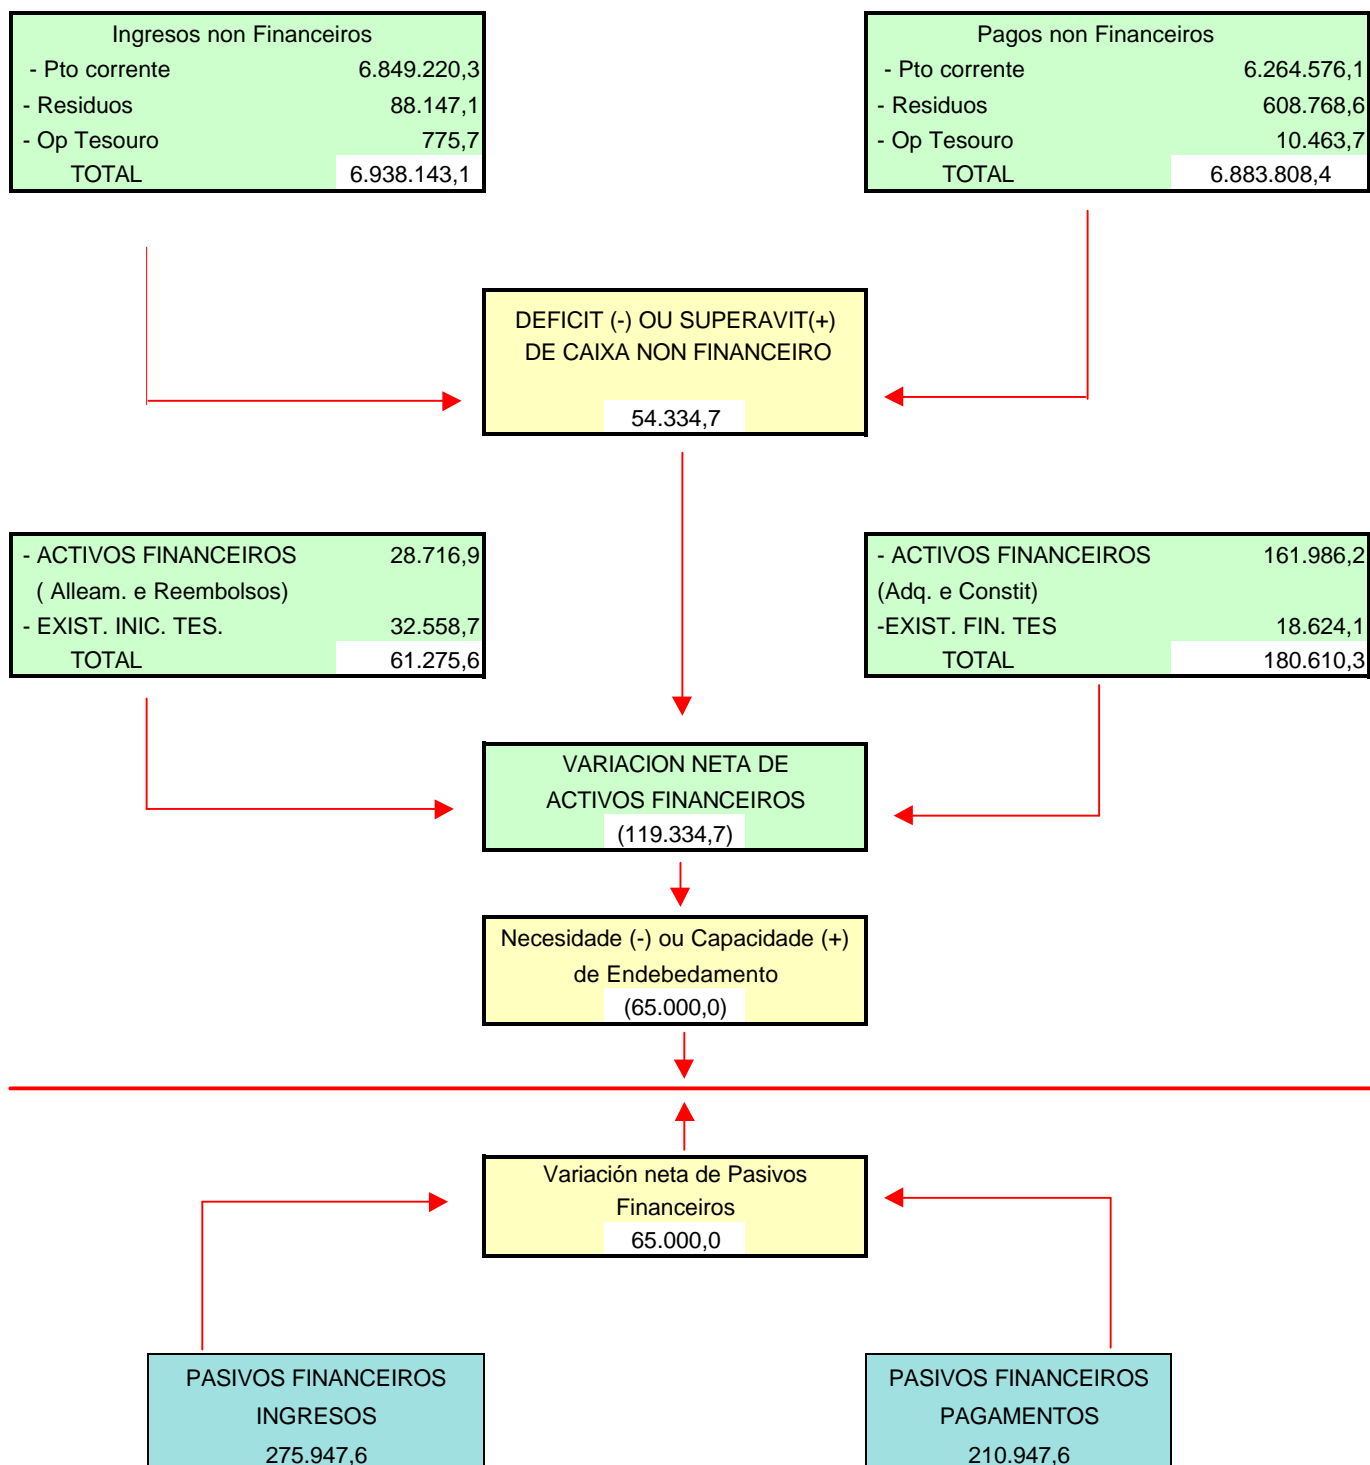 Ingresos non Financeiros
- Pto corrente 6.849.220,3
- Residuos 88.147,1
- Op Tesouro 775,7
TOTAL 6.938.143,1
Pagos non Financeiros
- Pto corrente 6.264.576,1
- Residuos 608.768,6
- Op Tesouro 10.463,7
TOTAL 6.883.808,4
DEFICIT (-) OU SUPERAVIT(+)
DE CAIXA NON FINANCEIRO
54.334,7
- ACTIVOS FINANCEIROS 28.716,9
( Alleam. e Reembolsos)
- EXIST. INIC. TES. 32.558,7
TOTAL 61.275,6
- ACTIVOS FINANCEIROS 161.986,2
(Adq. e Constit)
-EXIST. FIN. TES 18.624,1
TOTAL 180.610,3
VARIACION NETA DE
ACTIVOS FINANCEIROS
(119.334,7)
Necesidade (-) ou Capacidade (+)
de Endebedamento
(65.000,0)
Variación neta de Pasivos
Financeiros
65.000,0
PASIVOS FINANCEIROS
INGRESOS
275.947,6
PASIVOS FINANCEIROS
PAGAMENTOS
210.947,6